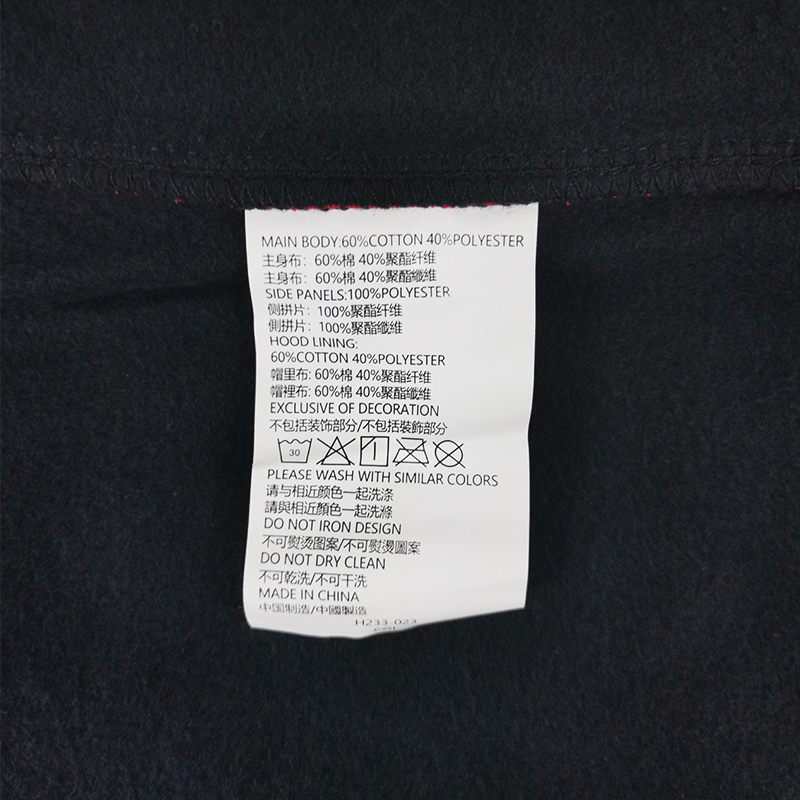 MAIN BODY:60%COTTON 40%POLYESTER
主身布：60%棉 40%聚酯纤维
主身布：60%棉 40%聚酯纖維
SIDE PANELS:100%POLYESTER
侧拼片：100%聚酯纤维
側拼片：100%聚酯纖維
HOOD LINING:
60%COTTON 40%POLYESTER
帽里布: 60%棉 40%聚酯纤维
帽裡布: 60%棉 40%聚酯纖維
EXCLUSIVE OF DECORATION
不包括装饰部分/不包括裝飾部分
30
PLEASE WASH WITH SIMILAR COLORS
请与相近颜色一起洗涤
請與相近顏色一起洗滌
DO NOT IRON DESIGN
不可熨烫图案/不可熨燙圖案
DO NOT DRY CLEAN
不可乾洗/不可干洗
MADE IN CHINA
中国制造/中國製造
H233-023